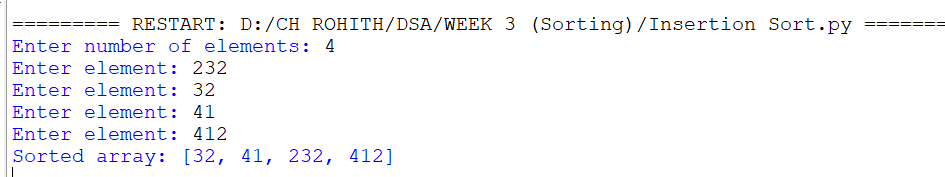 ========= RESTART: D:/CH ROHITH/DSA/WEEK 3 (Sorting)/Insertion Sort.py =======
Enter number of elements: 4
Enter element: 232
Enter element: 32
Enter element: 41
Enter element: 412
Sorted array: [32, 41, 232, 412]